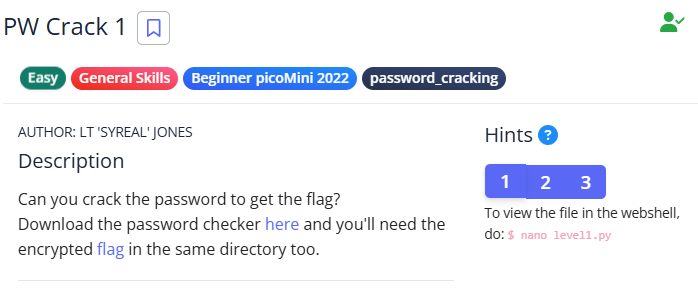 PW Crack 1
Easy General Skills Beginner picoMini 2022 password_cracking
AUTHOR: LT 'SYREAL' JONES
Description
Can you crack the password to get the flag?
Download the password checker here and you'll need the
encrypted flag in the same directory too.
Hints ?
1 2 3
To view the file in the webshell,
do: $ nano level1.py